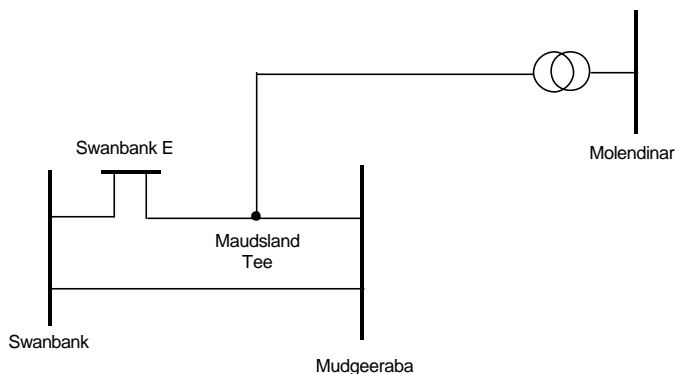 Swanbank E
Molendinar
Maudsland
Tee
Swanbank
Mudgeeraba